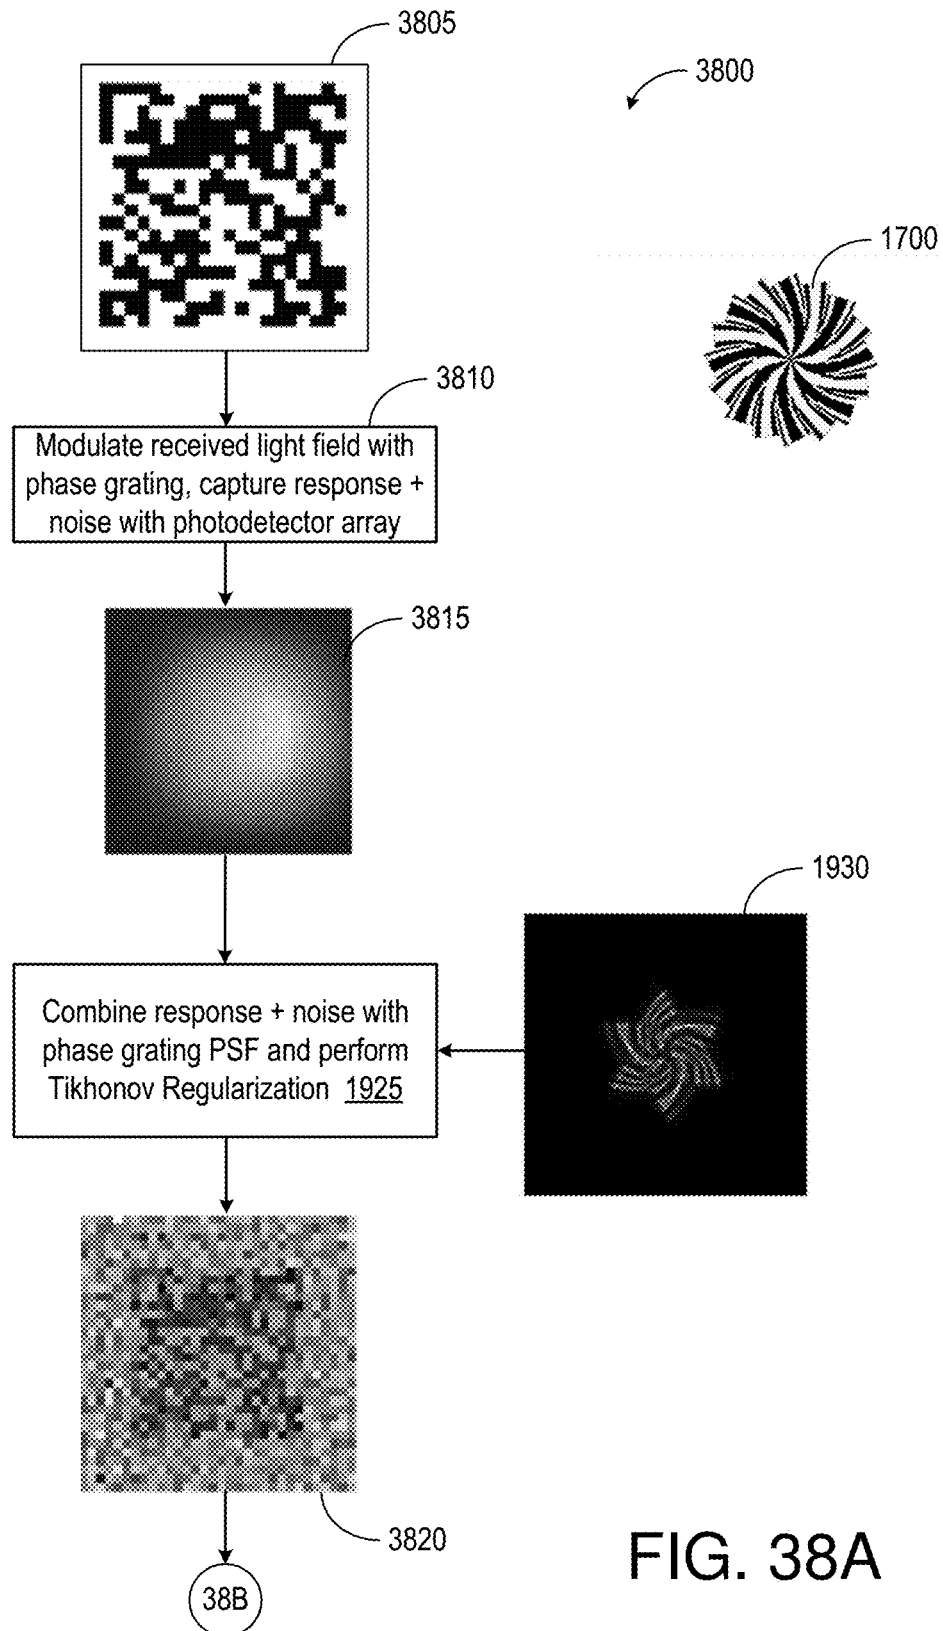 3805
3800
1700
3810
Modulate received light field with
phase grating, capture response +
noise with photodetector array
3815
1930
Combine response + noise with
phase grating PSF and perform
Tikhonov Regularization 1925
3820
FIG. 38A
38B